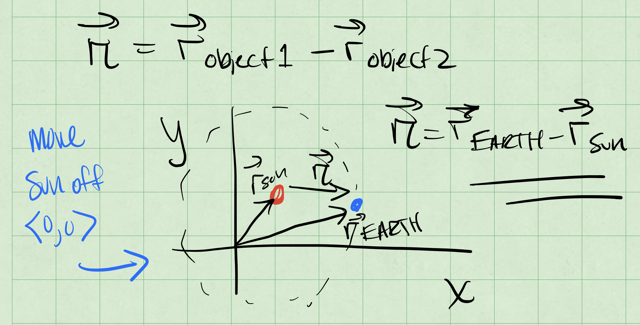 r⃗ = r⃗ object1 - r⃗ object2
r⃗ = r⃗ EARTH - r⃗ sun
move
sun off
<0,0>
y
r⃗ sun
r⃗
r⃗ EARTH
x